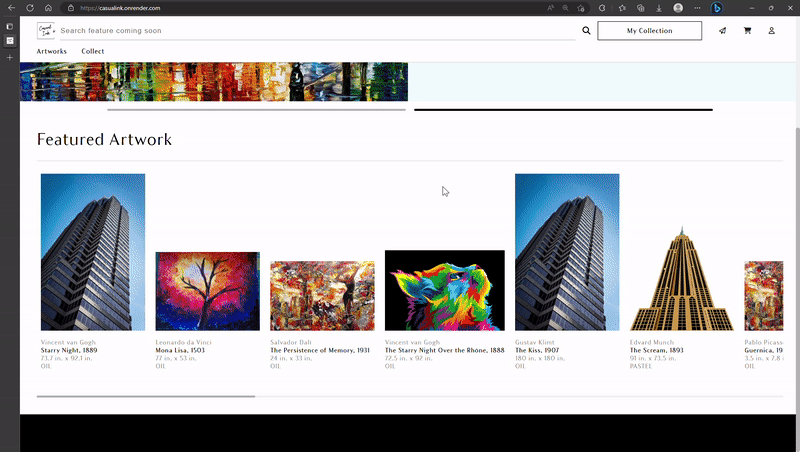 https://casualink.onrender.com
Casual
Ink
Search feature coming soon
My Collection
Artworks
Collect
Featured Artwork
Vincent van Gogh
Starry Night, 1889
73.7 in. x 92.1 in.
OIL
Leonardo da Vinci
Mona Lisa, 1503
77 in. x 53 in.
OIL
Salvador Dali
The Persistence of Memory, 1931
24 in. x 33 in.
OIL
Vincent van Gogh
The Starry Night Over the Rhône, 1888
72.5 in. x 92 in.
OIL
Gustav Klimt
The Kiss, 1907
180 in. x 180 in.
OIL
Edvard Munch
The Scream, 1893
91 in. x 73.5 in.
PASTEL
Pablo Picass
Guernica, 19
3.5 in. x 7.8
OIL